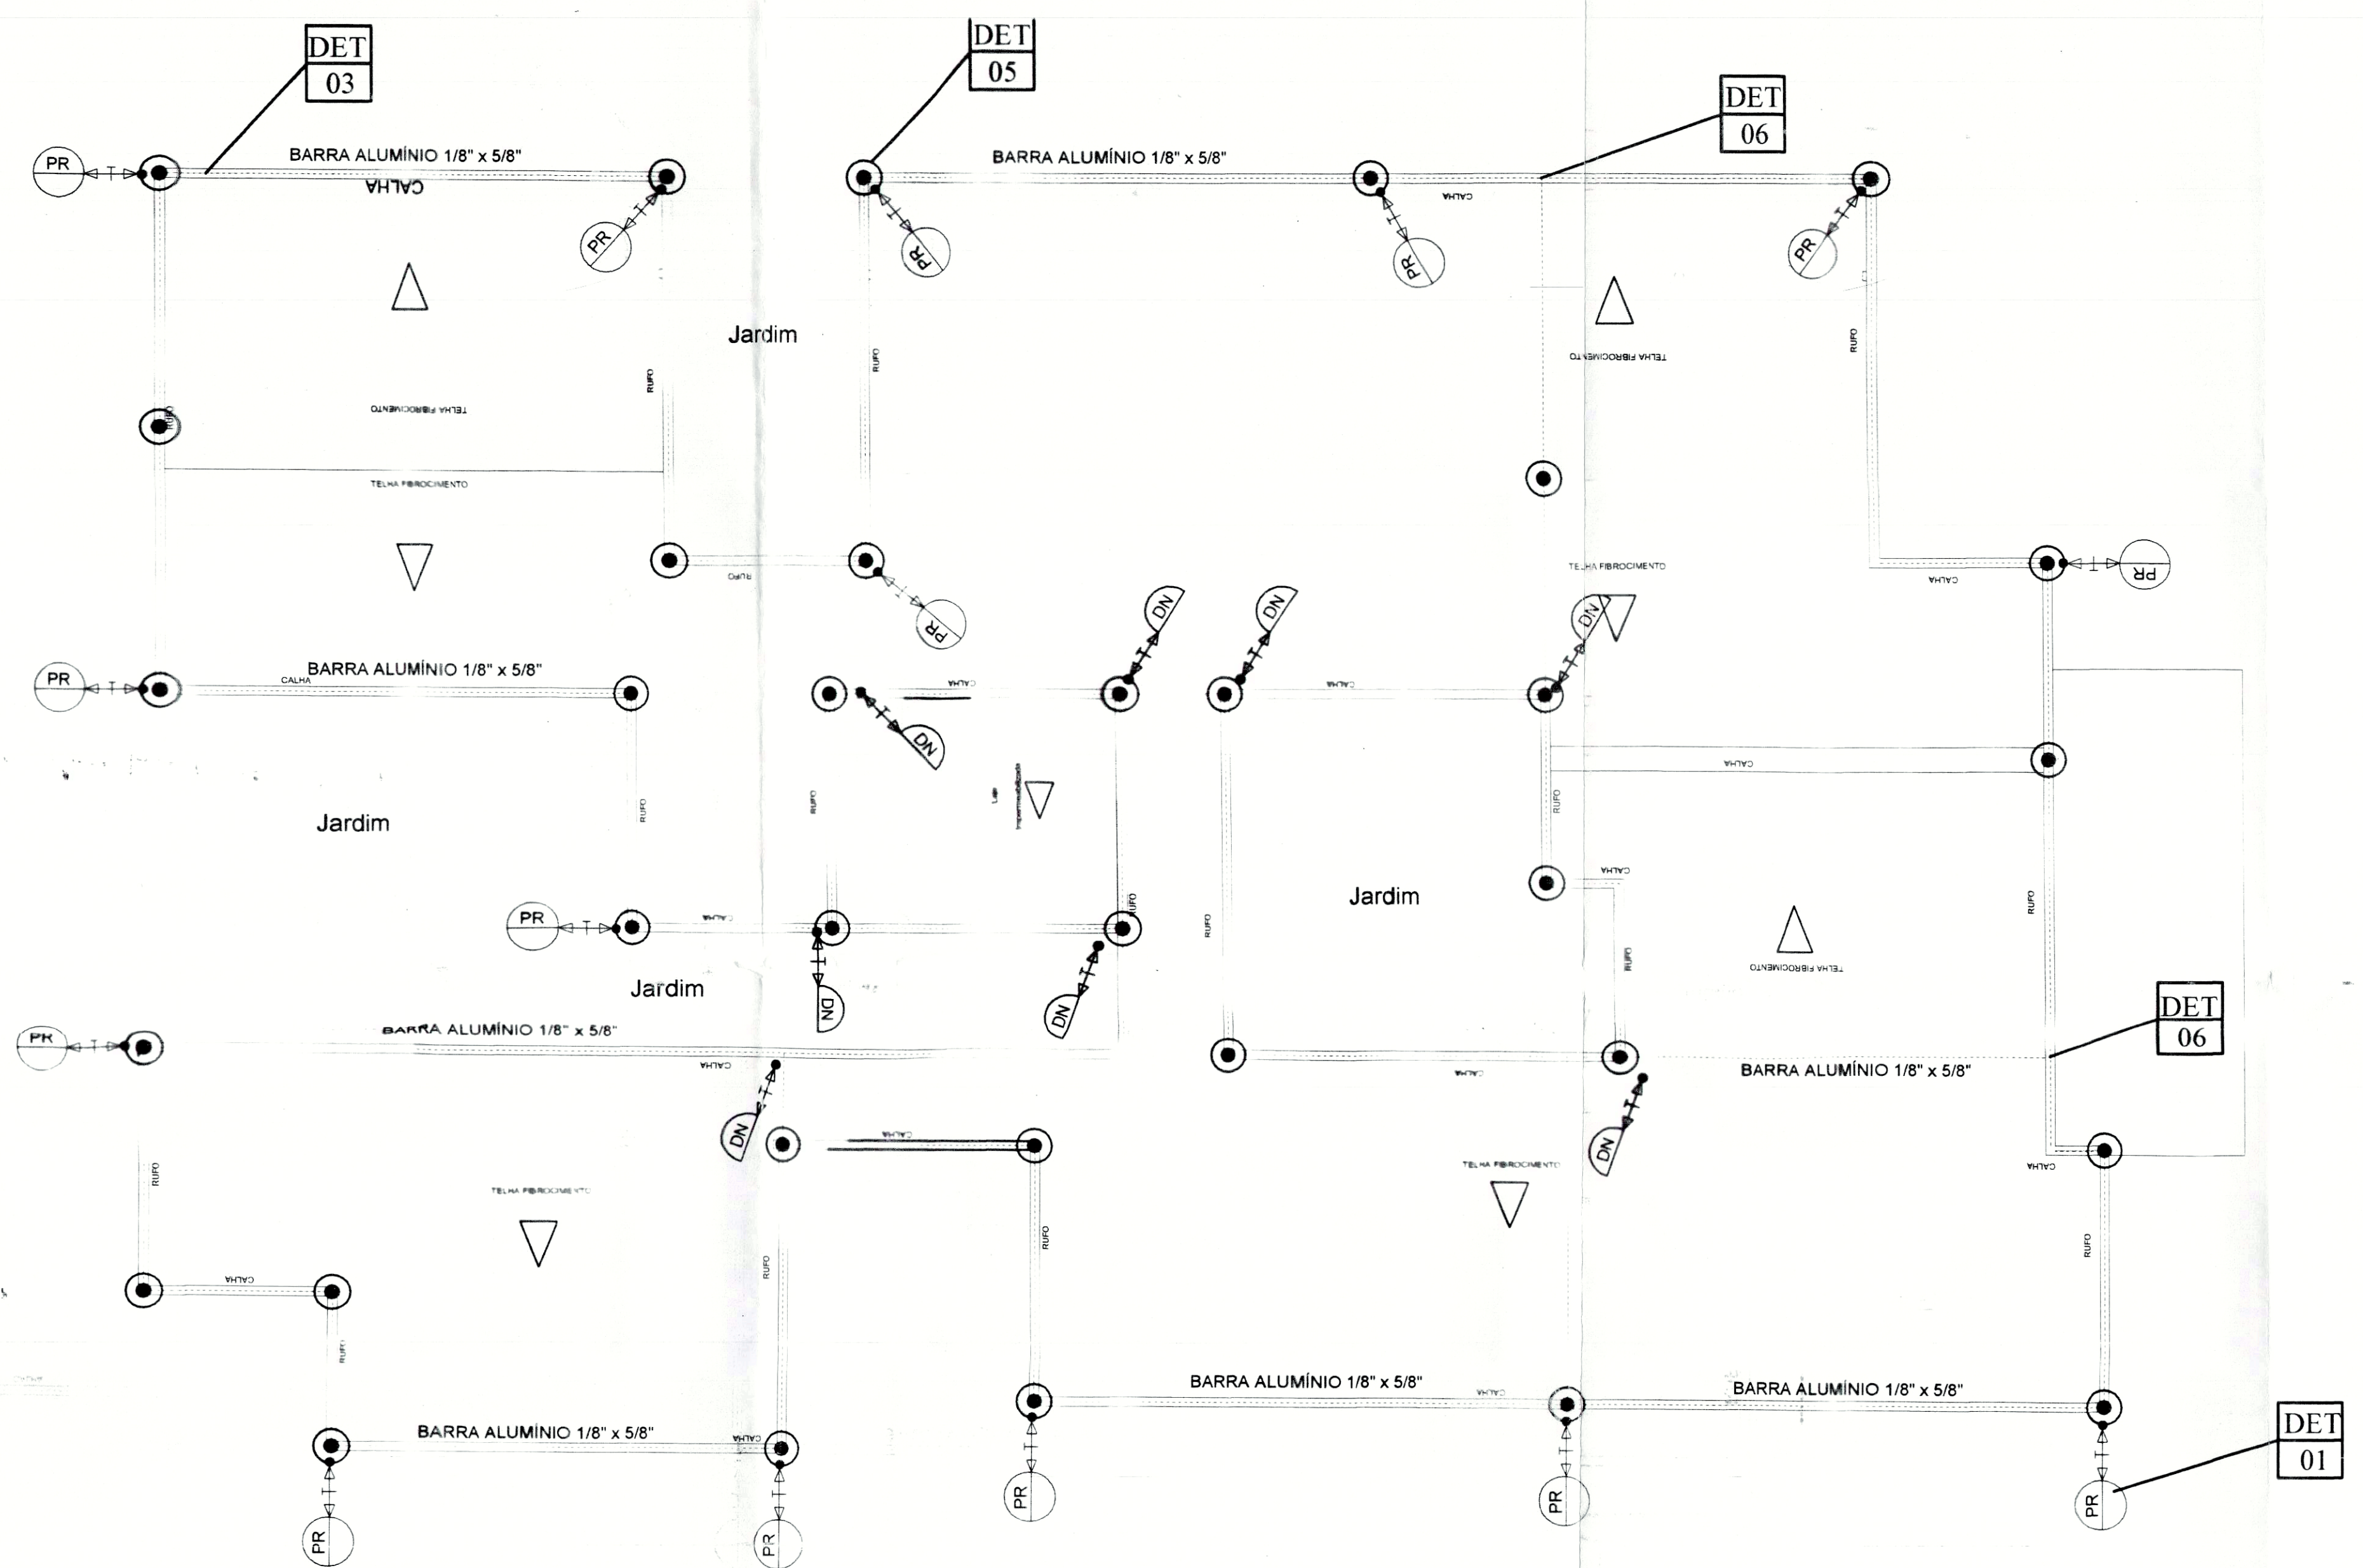 DET
03
DET
05
DET
06
PR
T
BARRA ALUMÍNIO 1/8" x 5/8"
CALHA
T
PR
BARRA ALUMÍNIO 1/8" x 5/8"
T
PR
CALHA
T
PR
T
PR
Jardim
RUFO
RUFO
RUFO
TELHA FIBROCIMENTO
RUFO
TELHA FIBROCIMENTO
TELHA FIBROCIMENTO
RUFO
T
PR
TELHA FIBROCIMENTO
CALHA
T
PR
DN
T
DN
T
DN
T
PR
T
CALHA
BARRA ALUMÍNIO 1/8" x 5/8"
T
DN
CALHA
CALHA
RUFO
RUFO
Laje
Impermeabilizada
CALHA
RUFO
Jardim
CALHA
Jardim
RUFO
RUFO
RUFO
PR
T
CALHA
T
DN
RUFO
T
DN
TELHA FIBROCIMENTO
Jardim
DET
06
PR
T
BARRA ALUMÍNIO 1/8" x 5/8"
CALHA
CALHA
BARRA ALUMÍNIO 1/8" x 5/8"
T
DN
T
DN
CALHA
RUFO
TELHA FIBROCIMENTO
TELHA FIBROCIMENTO
CALHA
RUFO
RUFO
RUFO
CALHA
RUFO
BARRA ALUMÍNIO 1/8" x 5/8"
CALHA
BARRA ALUMÍNIO 1/8" x 5/8"
BARRA ALUMÍNIO 1/8" x 5/8"
CALHA
DET
01
T
PR
T
PR
T
PR
T
PR
T
PR